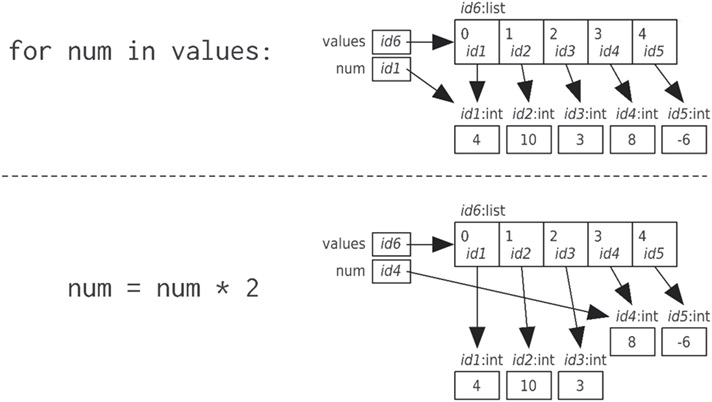 for num in values:
id6:list
values id6
num id1
0 1 2 3 4
id1 id2 id3 id4 id5
id1:int id2:int id3:int id4:int id5:int
4 10 3 8 -6
num = num * 2
id6:list
values id6
num id4
0 1 2 3 4
id1 id2 id3 id4 id5
id4:int id5:int
8 -6
id1:int id2:int id3:int
4 10 3